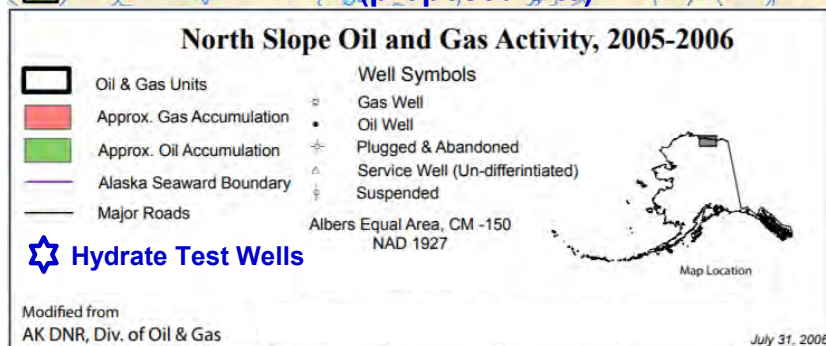 North Slope Oil and Gas Activity, 2005-2006
Oil & Gas Units
Approx. Gas Accumulation
Approx. Oil Accumulation
Alaska Seaward Boundary
Major Roads
Hydrate Test Wells
Well Symbols
Gas Well
Oil Well
Plugged & Abandoned
Service Well (Un-differintiated)
Suspended
Albers Equal Area, CM -150
NAD 1927
Map Location
Modified from
AK DNR, Div. of Oil & Gas
July 31, 2006